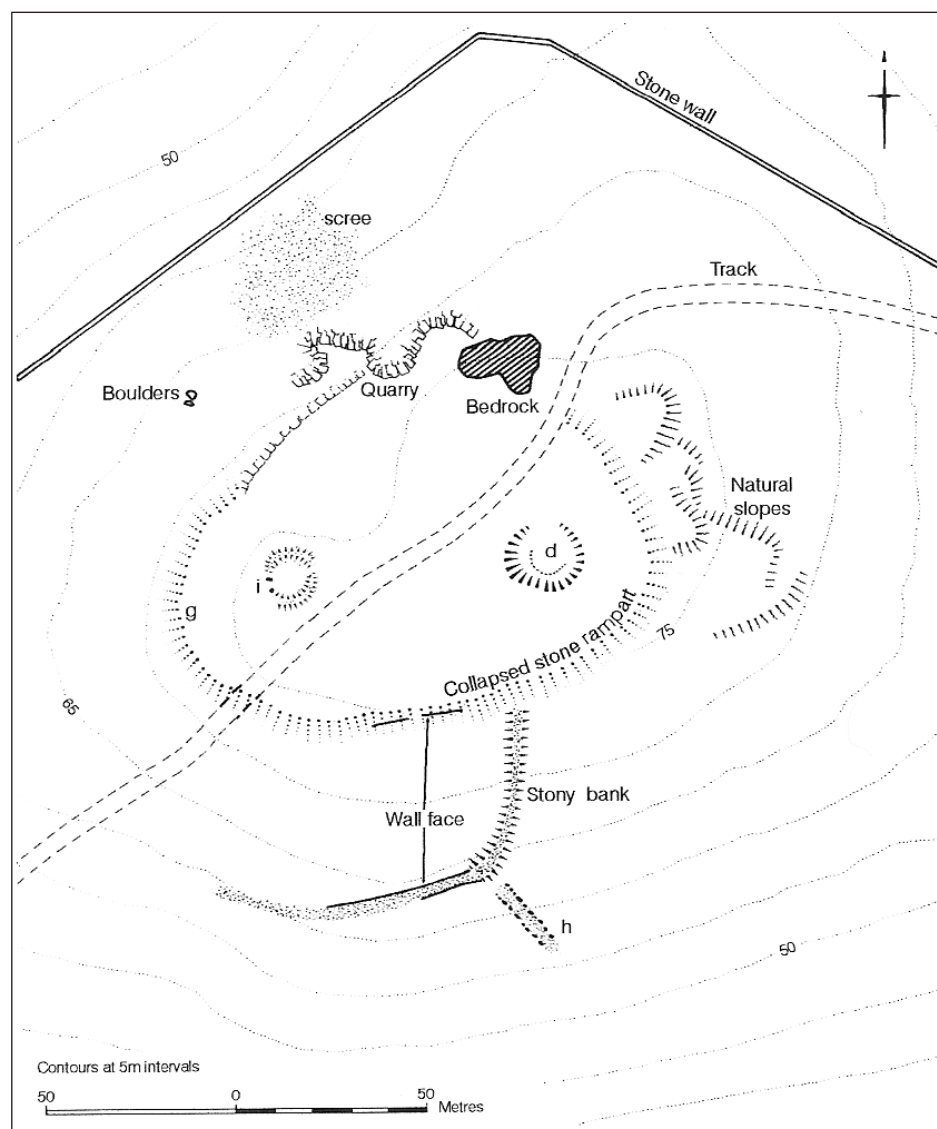 Stone wall
50
scree
Track
Boulders
Quarry
Bedrock
Natural
slopes
d
i
g
Collapsed stone rampart
75
65
Stony bank
Wall face
h
50
Contours at 5m intervals
50 0 50 Metres